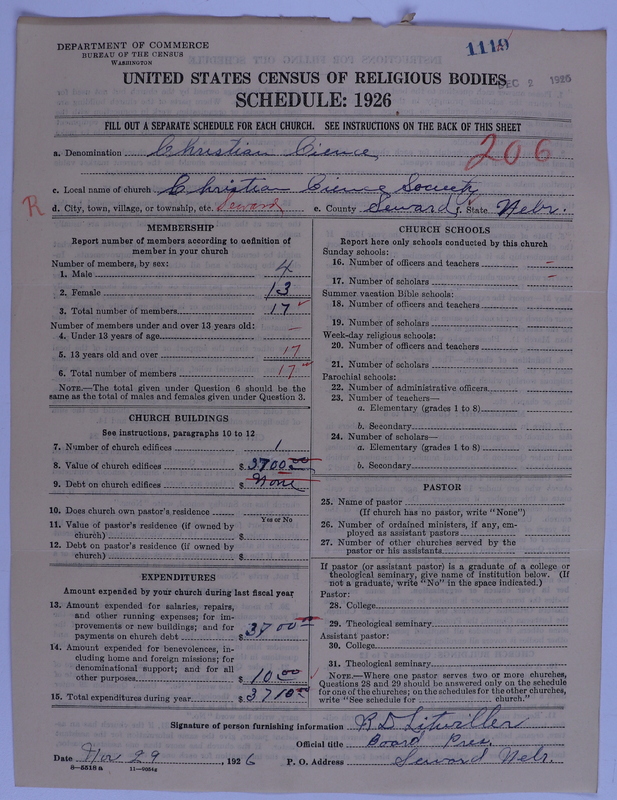 DEPARTMENT OF COMMERCE
BUREAU OF THE CENSUS
WASHINGTON
1119
UNITED STATES CENSUS OF RELIGIOUS BODIES
DEC 2 1926
SCHEDULE: 1926
FILL OUT A SEPARATE SCHEDULE FOR EACH CHURCH. SEE INSTRUCTIONS ON THE BACK OF THIS SHEET
a. Denomination Christian Cience
206
c. Local name of church Christian Cience Society
R d. City, town, village, or township, etc. Seward e. County Seward f. State Nebr.
MEMBERSHIP
Report number of members according to definition of
member in your church
Number of members, by sex:
1. Male 4
2. Female 13
3. Total number of members 17
Number of members under and over 13 years old:
4. Under 13 years of age —
5. 13 years old and over 17
6. Total number of members 17
NOTE.—The total given under Question 6 should be the
same as the total of males and females given under Question 3.
CHURCH BUILDINGS
See instructions, paragraphs 10 to 12
7. Number of church edifices 1
8. Value of church edifices $ 3700 00
9. Debt on church edifices $ None
10. Does church own pastor's residence
Yes or No
11. Value of pastor's residence (if owned by
church) $
12. Debt on pastor's residence (if owned by
church) $
EXPENDITURES
Amount expended by your church during last fiscal year
13. Amount expended for salaries, repairs,
and other running expenses; for im-
provements or new buildings; and for
payments on church debt $ 3700 00
14. Amount expended for benevolences, in-
cluding home and foreign missions; for
denominational support; and for all
other purposes $ 10 00
15. Total expenditures during year $ 3710 00
CHURCH SCHOOLS
Report here only schools conducted by this church
Sunday schools:
16. Number of officers and teachers —
17. Number of scholars —
Summer vacation Bible schools:
18. Number of officers and teachers
19. Number of scholars
Week-day religious schools:
20. Number of officers and teachers
21. Number of scholars
Parochial schools:
22. Number of administrative officers
23. Number of teachers—
a. Elementary (grades 1 to 8)
b. Secondary
24. Number of scholars—
a. Elementary (grades 1 to 8)
b. Secondary
PASTOR
25. Name of pastor
(If church has no pastor, write "None")
26. Number of ordained ministers, if any, em-
ployed as assistant pastors
27. Number of other churches served by the
pastor or his assistants
If pastor (or assistant pastor) is a graduate of a college or
theological seminary, give name of institution below. (If
not a graduate, write "No" in the space indicated.)
Pastor:
28. College
29. Theological seminary
Assistant pastor:
30. College
31. Theological seminary
NOTE.—Where one pastor serves two or more churches,
Questions 28 and 29 should be answered only on the schedule
for one of the churches; on the schedules for the other churches,
write "See schedule for church."
Signature of person furnishing information R D Litwiller
Official title Board Pres.
Date Nov 29, 1926 P. O. Address Seward Nebr.
8—5518a 11—9054g